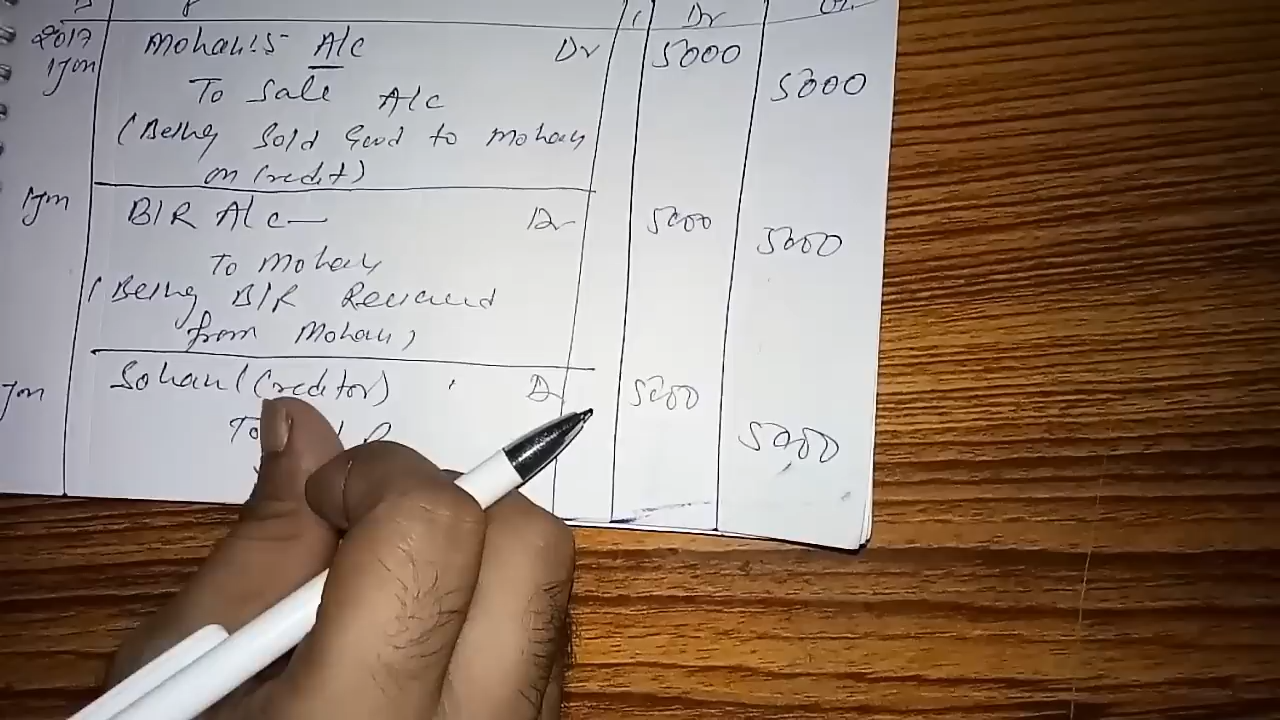 Dr Cr.
2017 Mohan's A/c Dr 5000
1 Jan To Sale A/c 5000
(Being Sold Good to Mohan
on Credit)
1 Jan B/R A/c Dr 5000
To Mohan 5000
(Being B/R Received
from Mohan)
Jan Sohan (Creditor) Dr 5000
To 5000